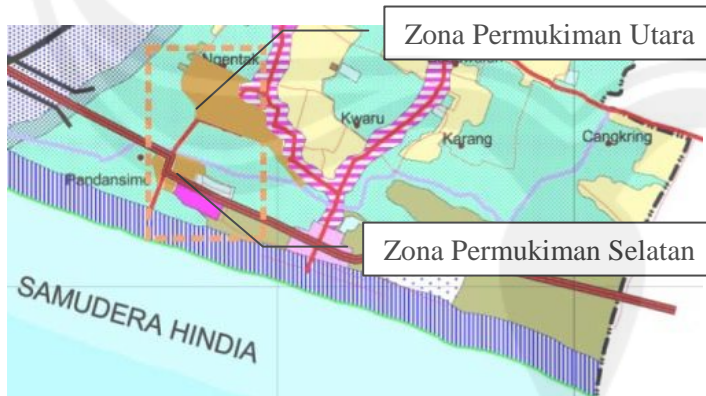 Zona Permukiman Utara
Ngentak
Kwaru
Karang
Cangkring
Pandansimo
Zona Permukiman Selatan
SAMUDERA HINDIA